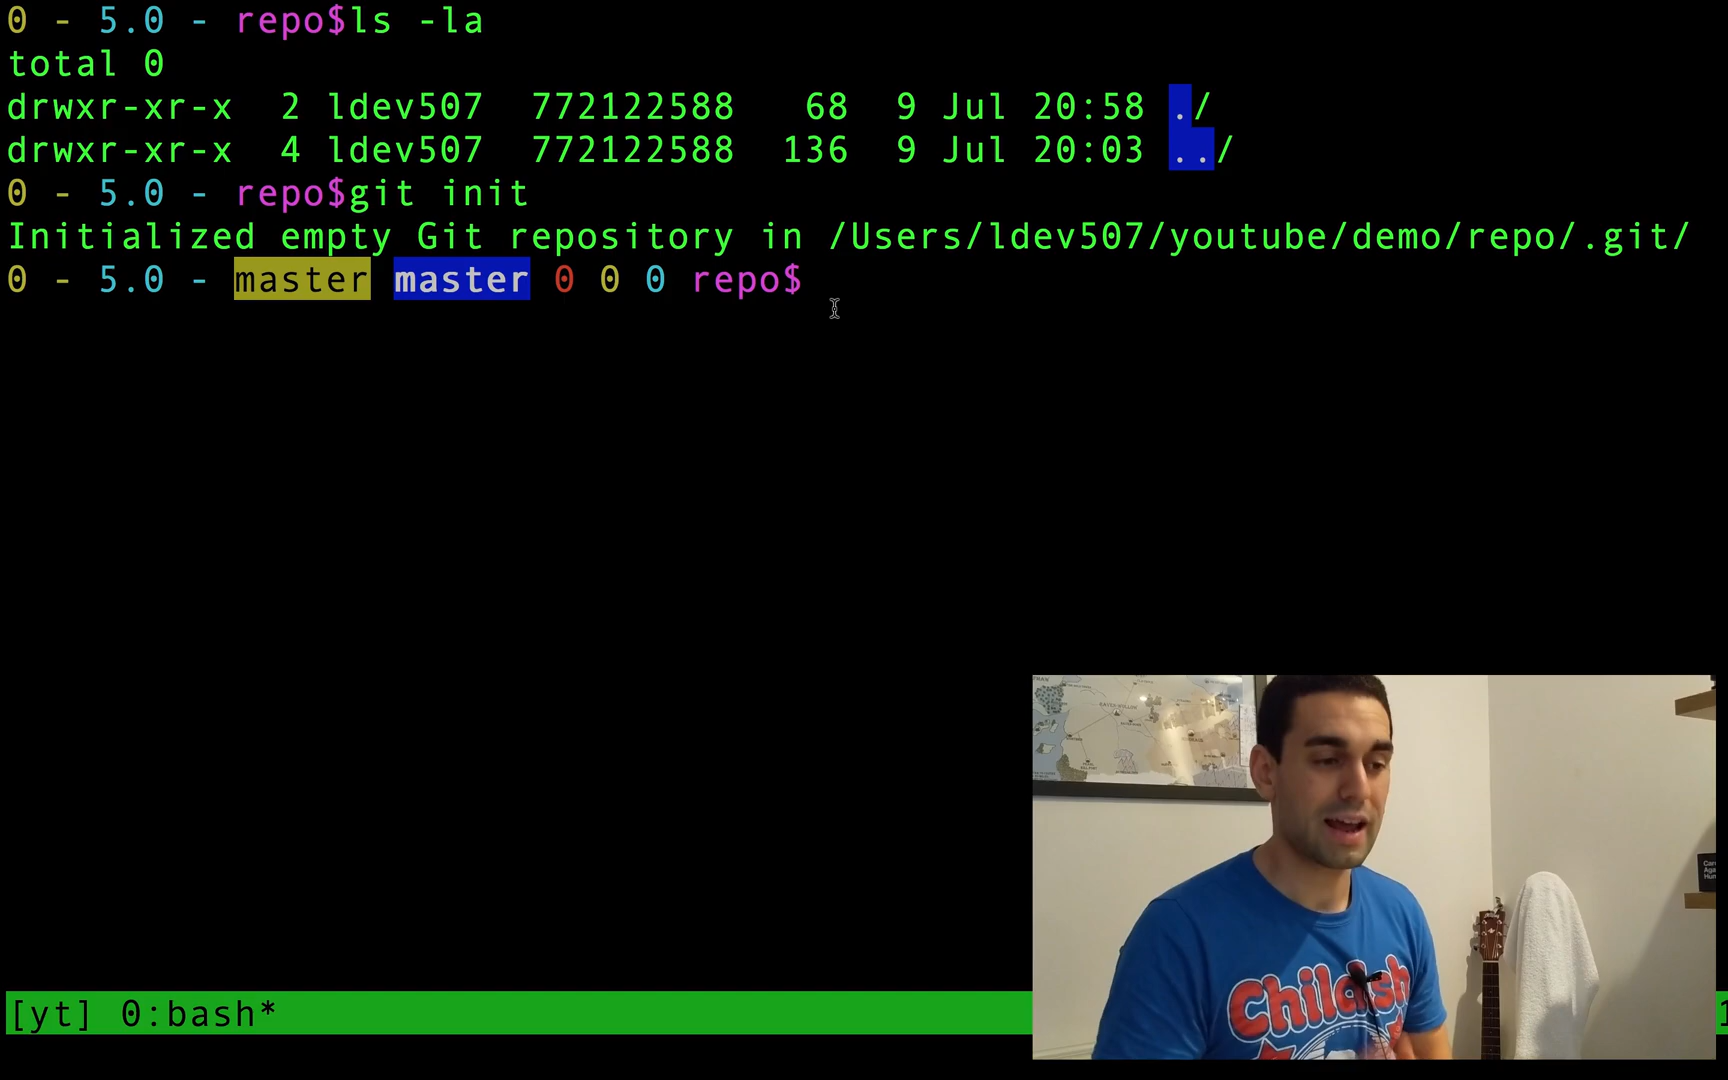 0 - 5.0 - repo$ls -la
total 0
drwxr-xr-x  2 ldev507  772122588   68  9 Jul 20:58 ./
drwxr-xr-x  4 ldev507  772122588  136  9 Jul 20:03 ../
0 - 5.0 - repo$git init
Initialized empty Git repository in /Users/ldev507/youtube/demo/repo/.git/
0 - 5.0 - master master 0 0 0 repo$
[yt] 0:bash*
1
Childish